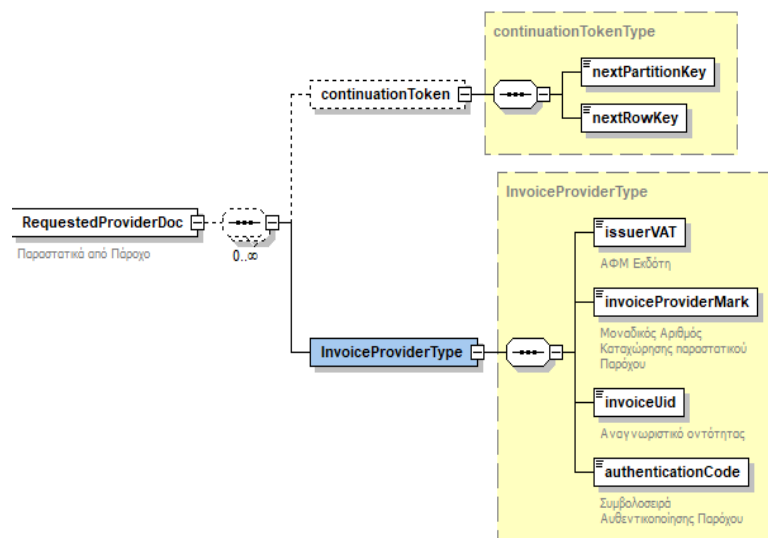 continuationTokenType
continuationToken
nextPartitionKey
nextRowKey
RequestedProviderDoc
Παραστατικά από Πάροχο
0..∞
InvoiceProviderType
InvoiceProviderType
issuerVAT
ΑΦΜ Εκδότη
invoiceProviderMark
Μοναδικός Αριθμός
Καταχώρησης παραστατικού
Παρόχου
invoiceUid
Αναγνωριστικό οντότητας
authenticationCode
Συμβολοσειρά
Αυθεντικοποίησης Παρόχου